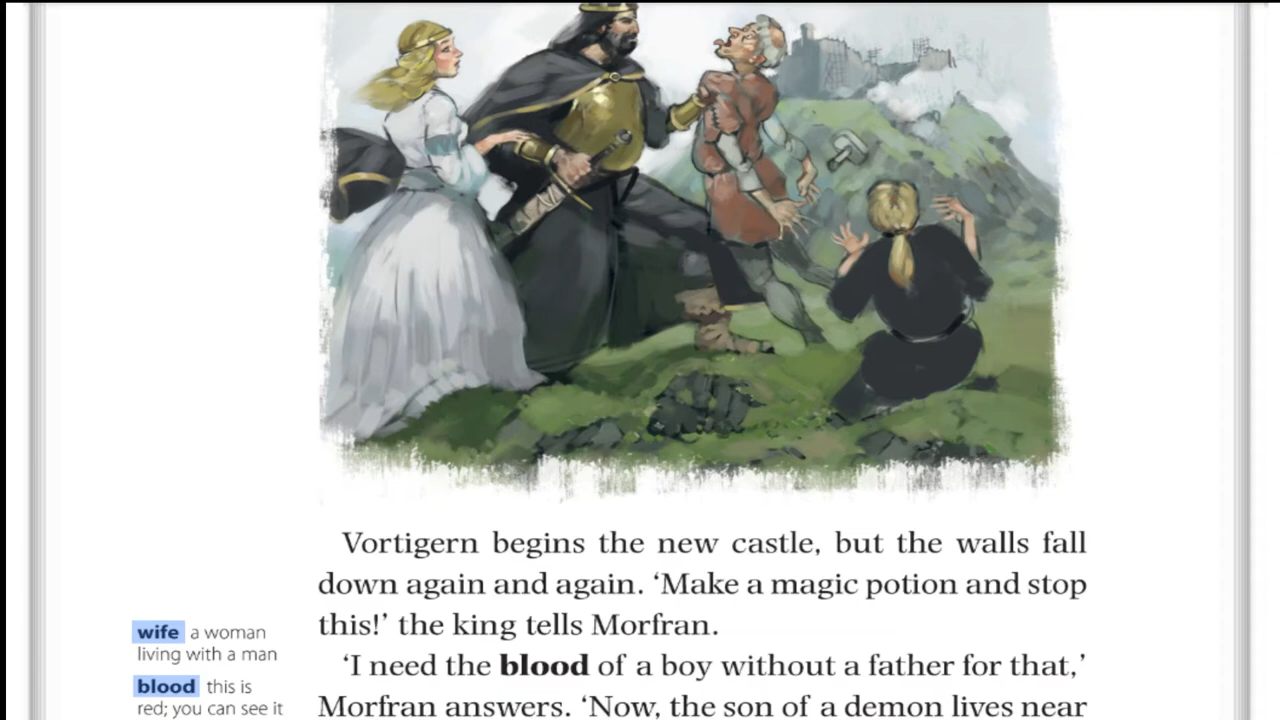 Vortigern begins the new castle, but the walls fall
down again and again. ‘Make a magic potion and stop
this!’ the king tells Morfran.
‘I need the blood of a boy without a father for that,’
Morfran answers. ‘Now, the son of a demon lives near
wife a woman
living with a man
blood this is
red; you can see it